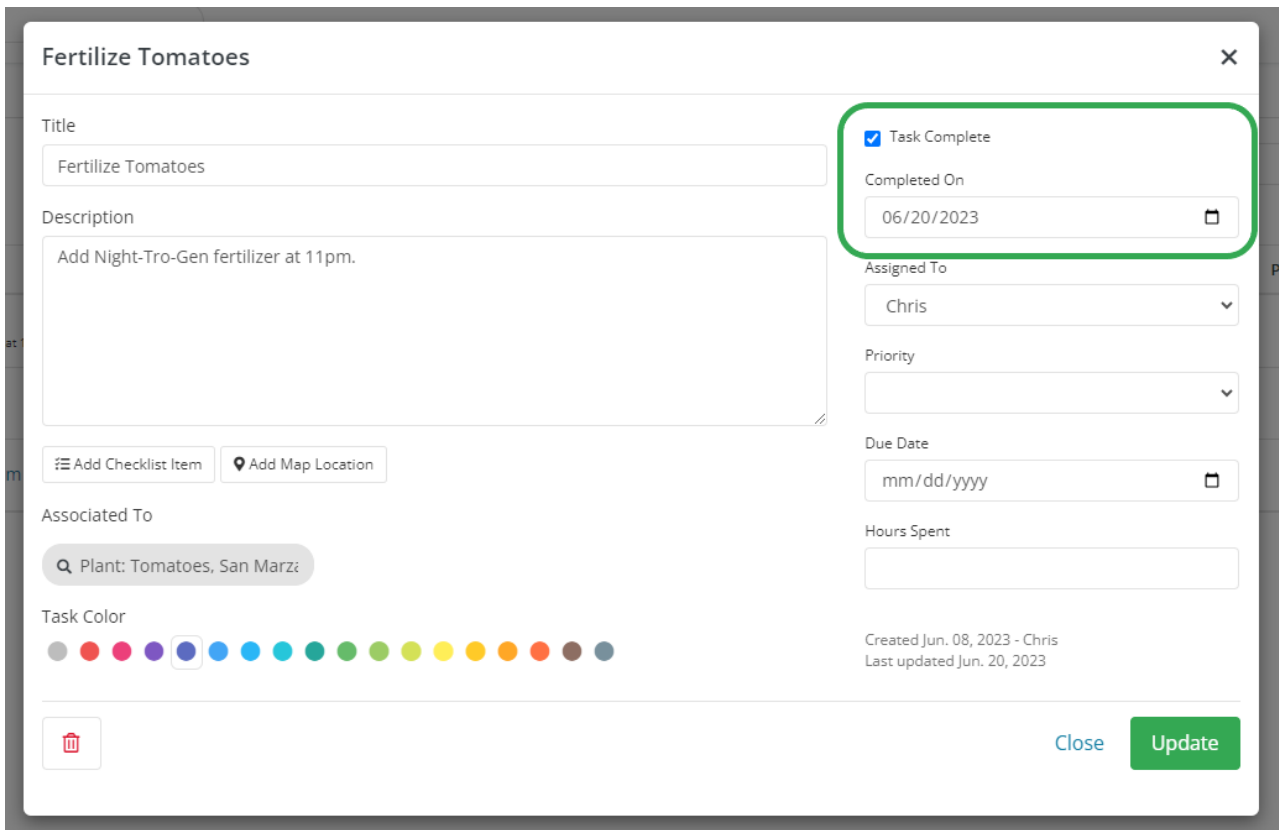 Fertilize Tomatoes
Title
Fertilize Tomatoes
Description
Add Night-Tro-Gen fertilizer at 11pm.
Add Checklist Item
Add Map Location
Associated To
Plant: Tomatoes, San Marza
Task Color
Task Complete
Completed On
06/20/2023
Assigned To
Chris
Priority
Due Date
mm/dd/yyyy
Hours Spent
Created Jun. 08, 2023 - Chris
Last updated Jun. 20, 2023
Close
Update
at
m
P